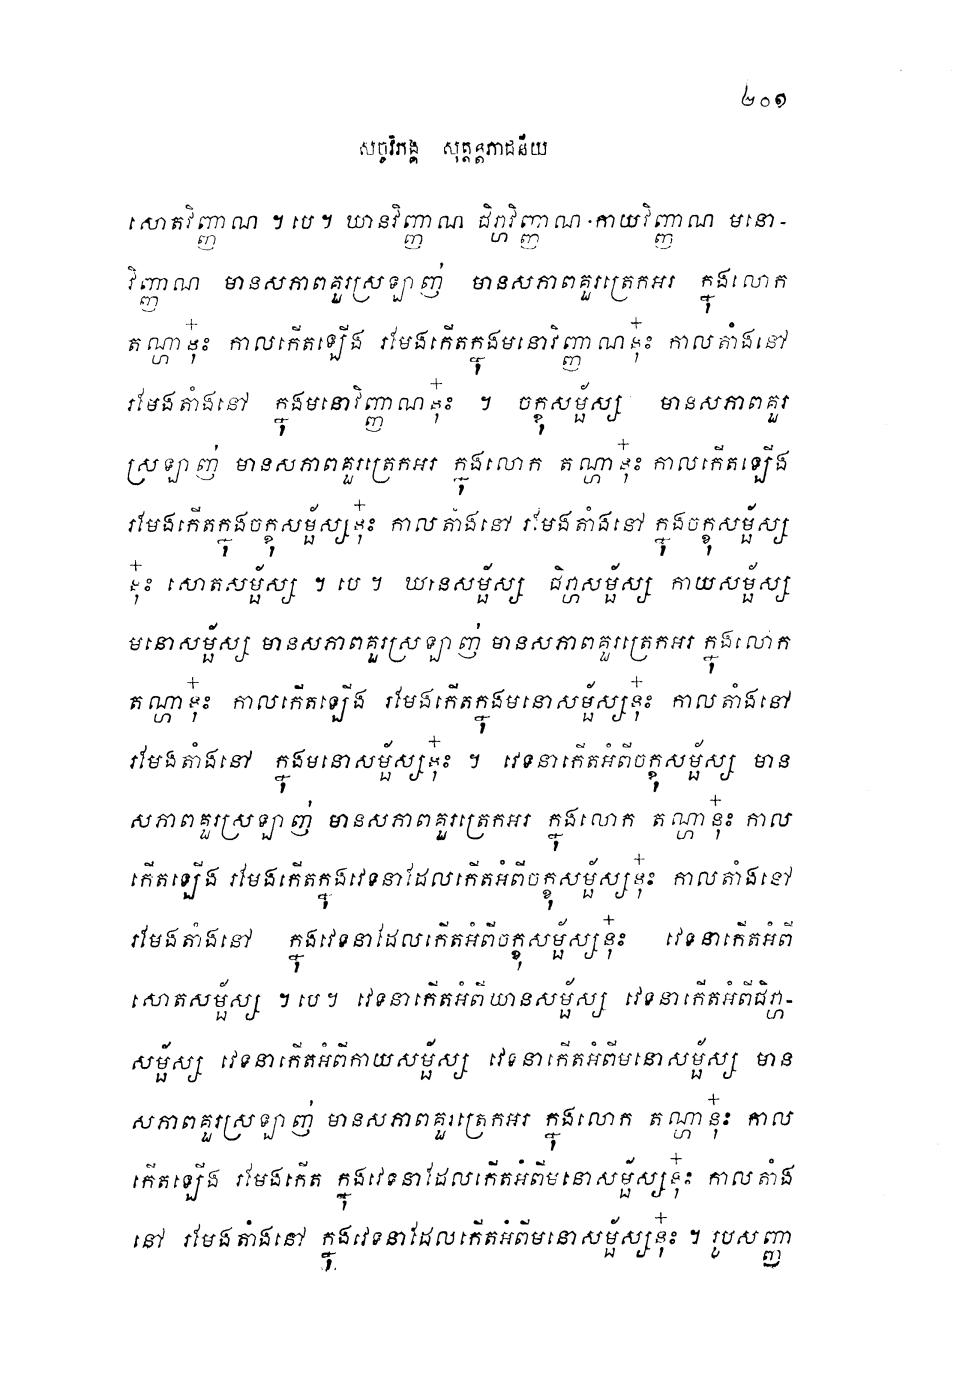 ២០១
សច្ចវិភង្គ សុត្តន្តភាជនីយ
សោតវិញ្ញាណ ។ បេ ។ ឃានវិញ្ញាណ ជិវ្ហាវិញ្ញាណ កាយវិញ្ញាណ មនោ-
វិញ្ញាណ មានសភាពគួរស្រឡាញ់ មានសភាពគួរត្រេកអរ ក្នុងលោក
តណ្ហានុ៎ះ កាលកើតឡើង រមែងកើតក្នុងមនោវិញ្ញាណនុ៎ះ កាលតាំងនៅ
រមែងតាំងនៅ ក្នុងមនោវិញ្ញាណនុ៎ះ ។ ចក្ខុសម្ផ័ស្ស មានសភាពគួរ
ស្រឡាញ់ មានសភាពគួរត្រេកអរ ក្នុងលោក តណ្ហានុ៎ះ កាលកើតឡើង
រមែងកើតក្នុងចក្ខុសម្ផ័ស្សនុ៎ះ កាលតាំងនៅ រមែងតាំងនៅ ក្នុងចក្ខុសម្ផ័ស្ស
នុ៎ះ សោតសម្ផ័ស្ស ។ បេ ។ ឃានសម្ផ័ស្ស ជិវ្ហាសម្ផ័ស្ស កាយសម្ផ័ស្ស
មនោសម្ផ័ស្ស មានសភាពគួរស្រឡាញ់ មានសភាពគួរត្រេកអរ ក្នុងលោក
តណ្ហានុ៎ះ កាលកើតឡើង រមែងកើតក្នុងមនោសម្ផ័ស្សនុ៎ះ កាលតាំងនៅ
រមែងតាំងនៅ ក្នុងមនោសម្ផ័ស្សនុ៎ះ ។ វេទនាកើតអំពីចក្ខុសម្ផ័ស្ស មាន
សភាពគួរស្រឡាញ់ មានសភាពគួរត្រេកអរ ក្នុងលោក តណ្ហានុ៎ះ កាល
កើតឡើង រមែងកើតក្នុងវេទនាដែលកើតអំពីចក្ខុសម្ផ័ស្សនុ៎ះ កាលតាំងនៅ
រមែងតាំងនៅ ក្នុងវេទនាដែលកើតអំពីចក្ខុសម្ផ័ស្សនុ៎ះ វេទនាកើតអំពី
សោតសម្ផ័ស្ស ។ បេ ។ វេទនាកើតអំពីឃានសម្ផ័ស្ស វេទនាកើតអំពីជិវ្ហា-
សម្ផ័ស្ស វេទនាកើតអំពីកាយសម្ផ័ស្ស វេទនាកើតអំពីមនោសម្ផ័ស្ស មាន
សភាពគួរស្រឡាញ់ មានសភាពគួរត្រេកអរ ក្នុងលោក តណ្ហានុ៎ះ កាល
កើតឡើង រមែងកើត ក្នុងវេទនាដែលកើតអំពីមនោសម្ផ័ស្សនុ៎ះ កាលតាំង
នៅ រមែងតាំងនៅ ក្នុងវេទនាដែលកើតអំពីមនោសម្ផ័ស្សនុ៎ះ ។ រូបសញ្ញា